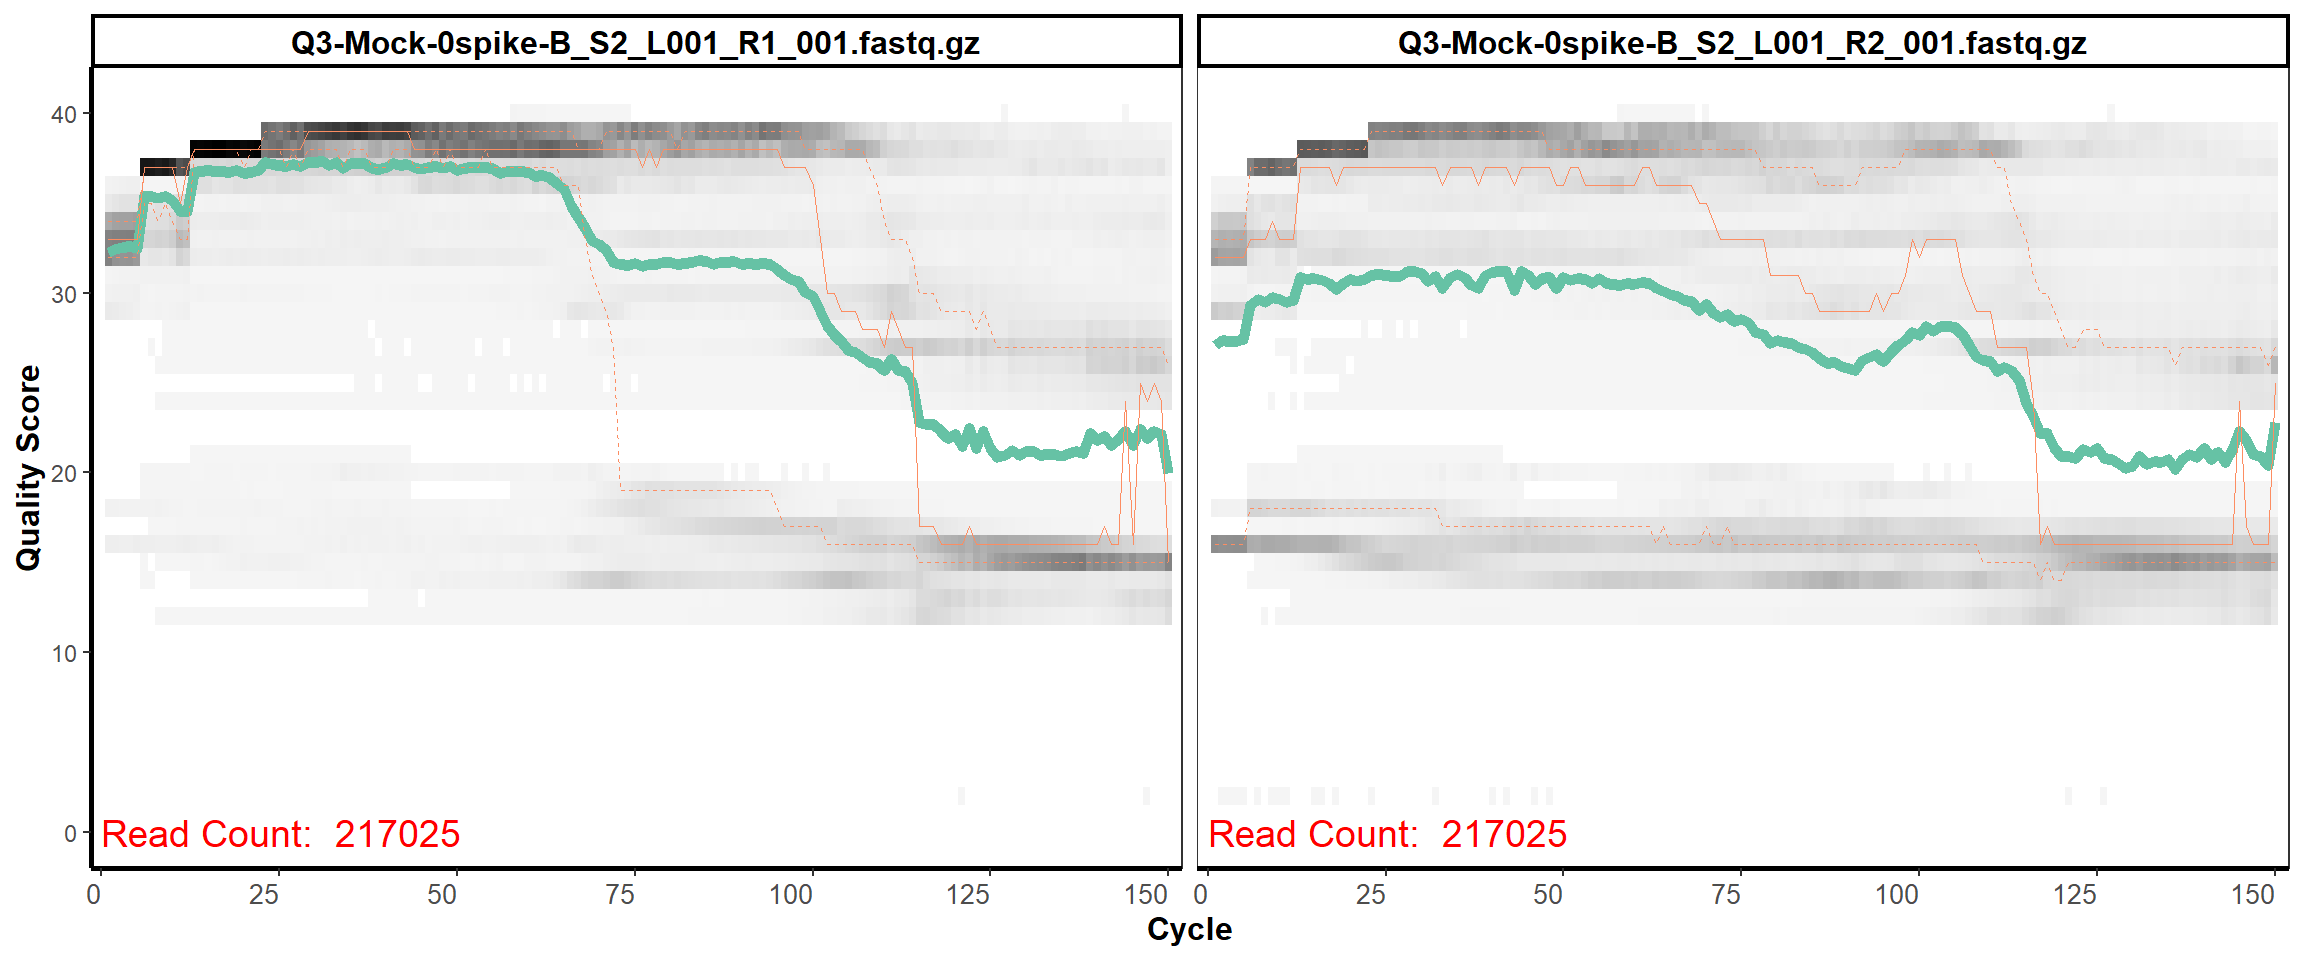 Q3-Mock-0spike-B_S2_L001_R1_001.fastq.gz
Q3-Mock-0spike-B_S2_L001_R2_001.fastq.gz
Quality Score
40
30
20
10
0
Read Count: 217025
Read Count: 217025
0 25 50 75 100 125 150
0 25 50 75 100 125 150
Cycle